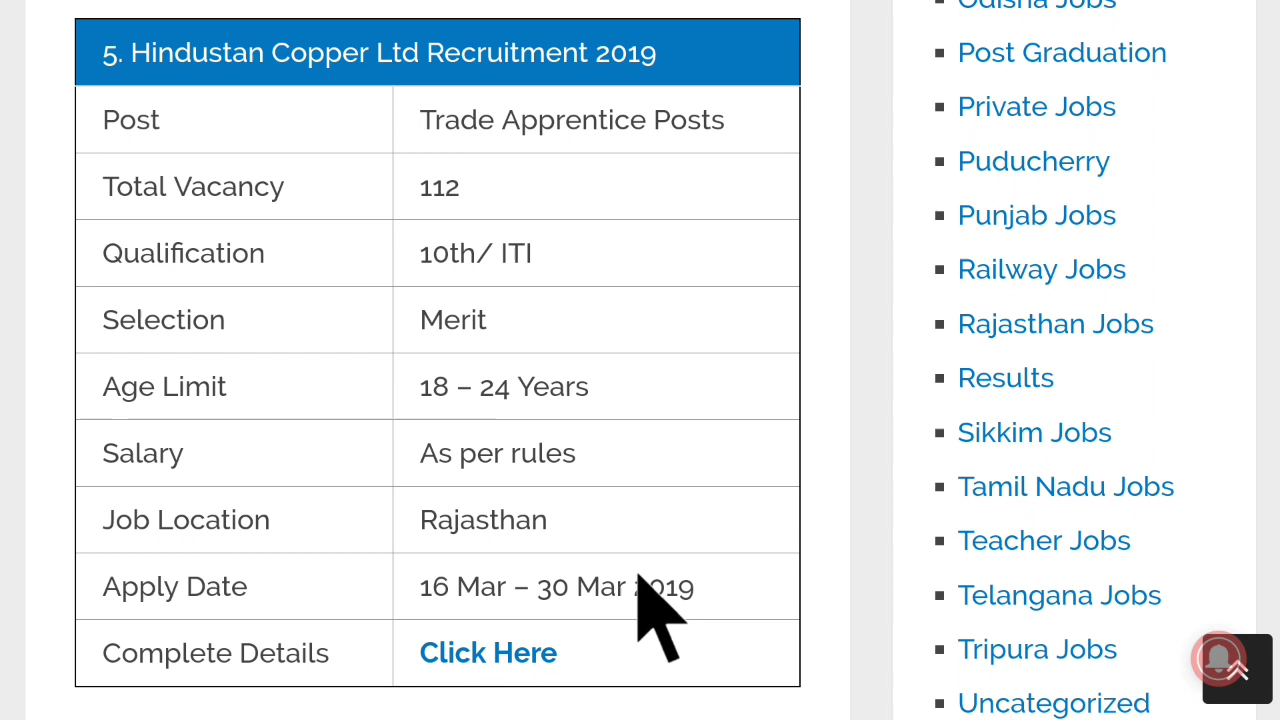 5. Hindustan Copper Ltd Recruitment 2019
Post Trade Apprentice Posts
Total Vacancy 112
Qualification 10th/ ITI
Selection Merit
Age Limit 18 – 24 Years
Salary As per rules
Job Location Rajasthan
Apply Date 16 Mar – 30 Mar 2019
Complete Details Click Here
Odisha Jobs
Post Graduation
Private Jobs
Puducherry
Punjab Jobs
Railway Jobs
Rajasthan Jobs
Results
Sikkim Jobs
Tamil Nadu Jobs
Teacher Jobs
Telangana Jobs
Tripura Jobs
Uncategorized